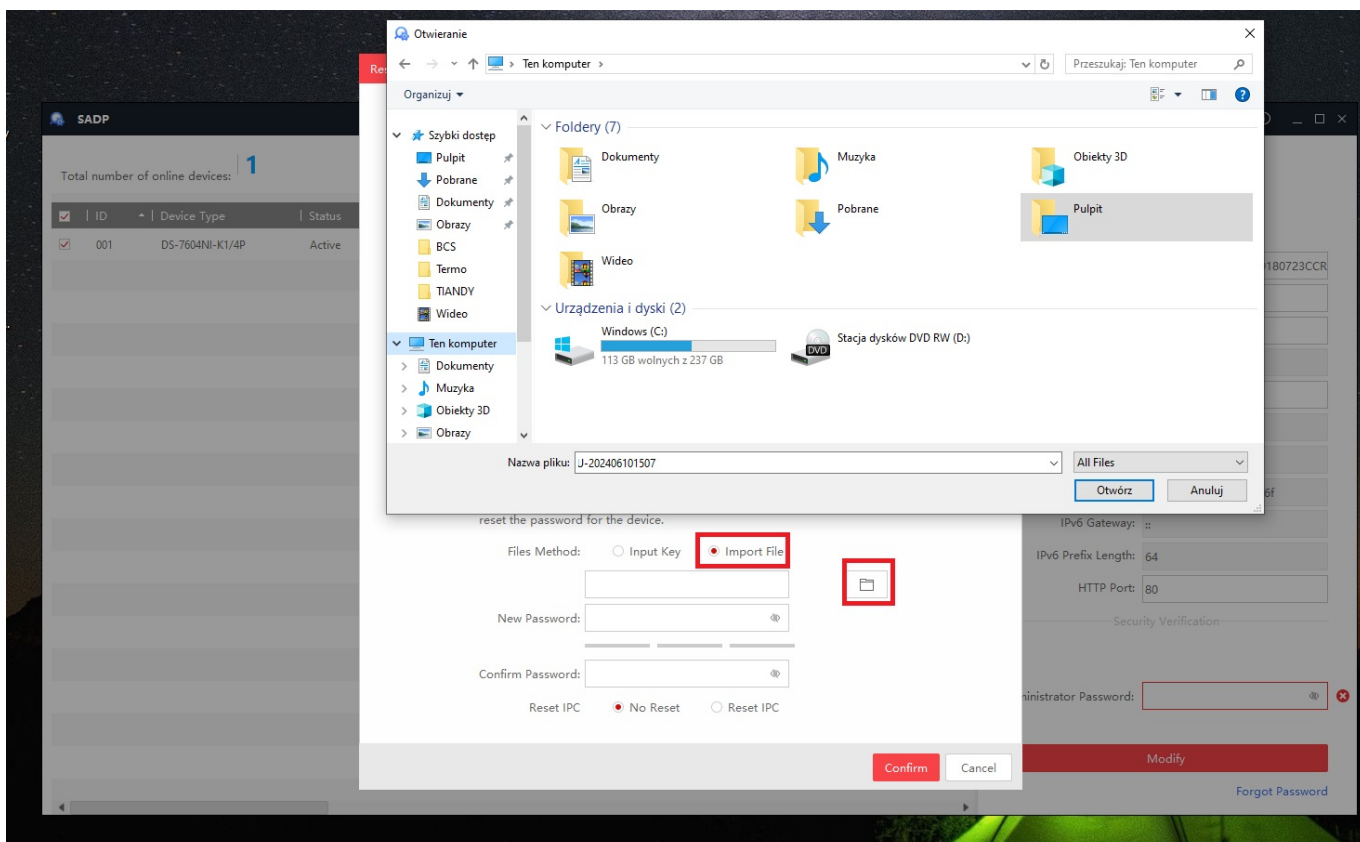 Otwieranie
Ten komputer
Przeszukaj: Ten komputer
Organizuj
Szybki dostęp
Pulpit
Pobrane
Dokumenty
Obrazy
BCS
Termo
TIANDY
Wideo
Ten komputer
Dokumenty
Muzyka
Obiekty 3D
Obrazy
Foldery (7)
Dokumenty
Muzyka
Obiekty 3D
Obrazy
Pobrane
Pulpit
Wideo
Urządzenia i dyski (2)
Windows (C:)
113 GB wolnych z 237 GB
Stacja dysków DVD RW (D:)
DVD
Nazwa pliku: J-202406101507
All Files
Otwórz Anuluj
SADP
Total number of online devices: 1
ID Device Type Status
001 DS-7604NI-K1/4P Active
reset the password for the device.
Files Method: Input Key Import File
New Password:
Confirm Password:
Reset IPC No Reset Reset IPC
Confirm Cancel
IPv6 Gateway: ::
IPv6 Prefix Length: 64
HTTP Port: 80
Security Verification
Password:
Modify
Forgot Password